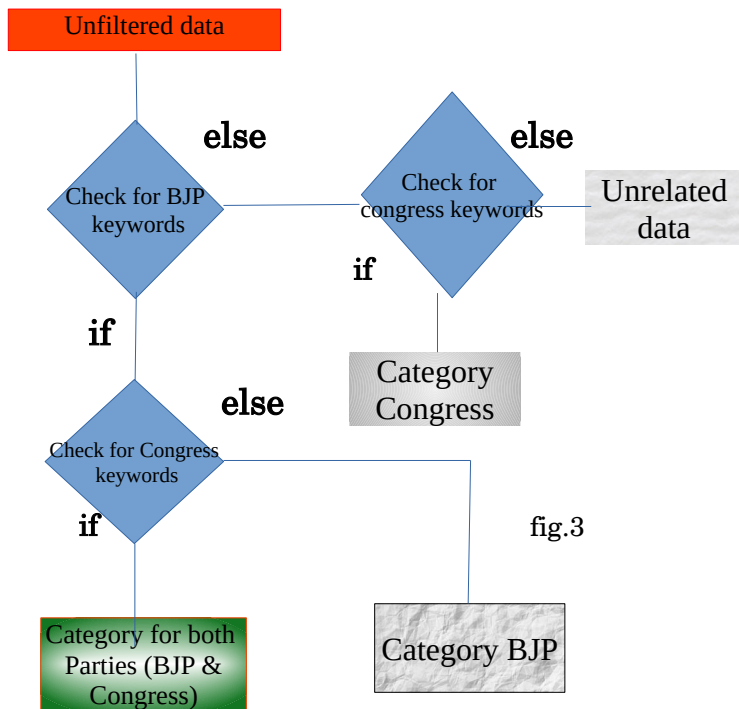 Unfiltered data
else
else
Check for BJP
keywords
Check for
congress keywords
Unrelated
data
if
if
Category
Congress
else
Check for Congress
keywords
if
fig.3
Category for both
Parties (BJP &
Congress)
Category BJP